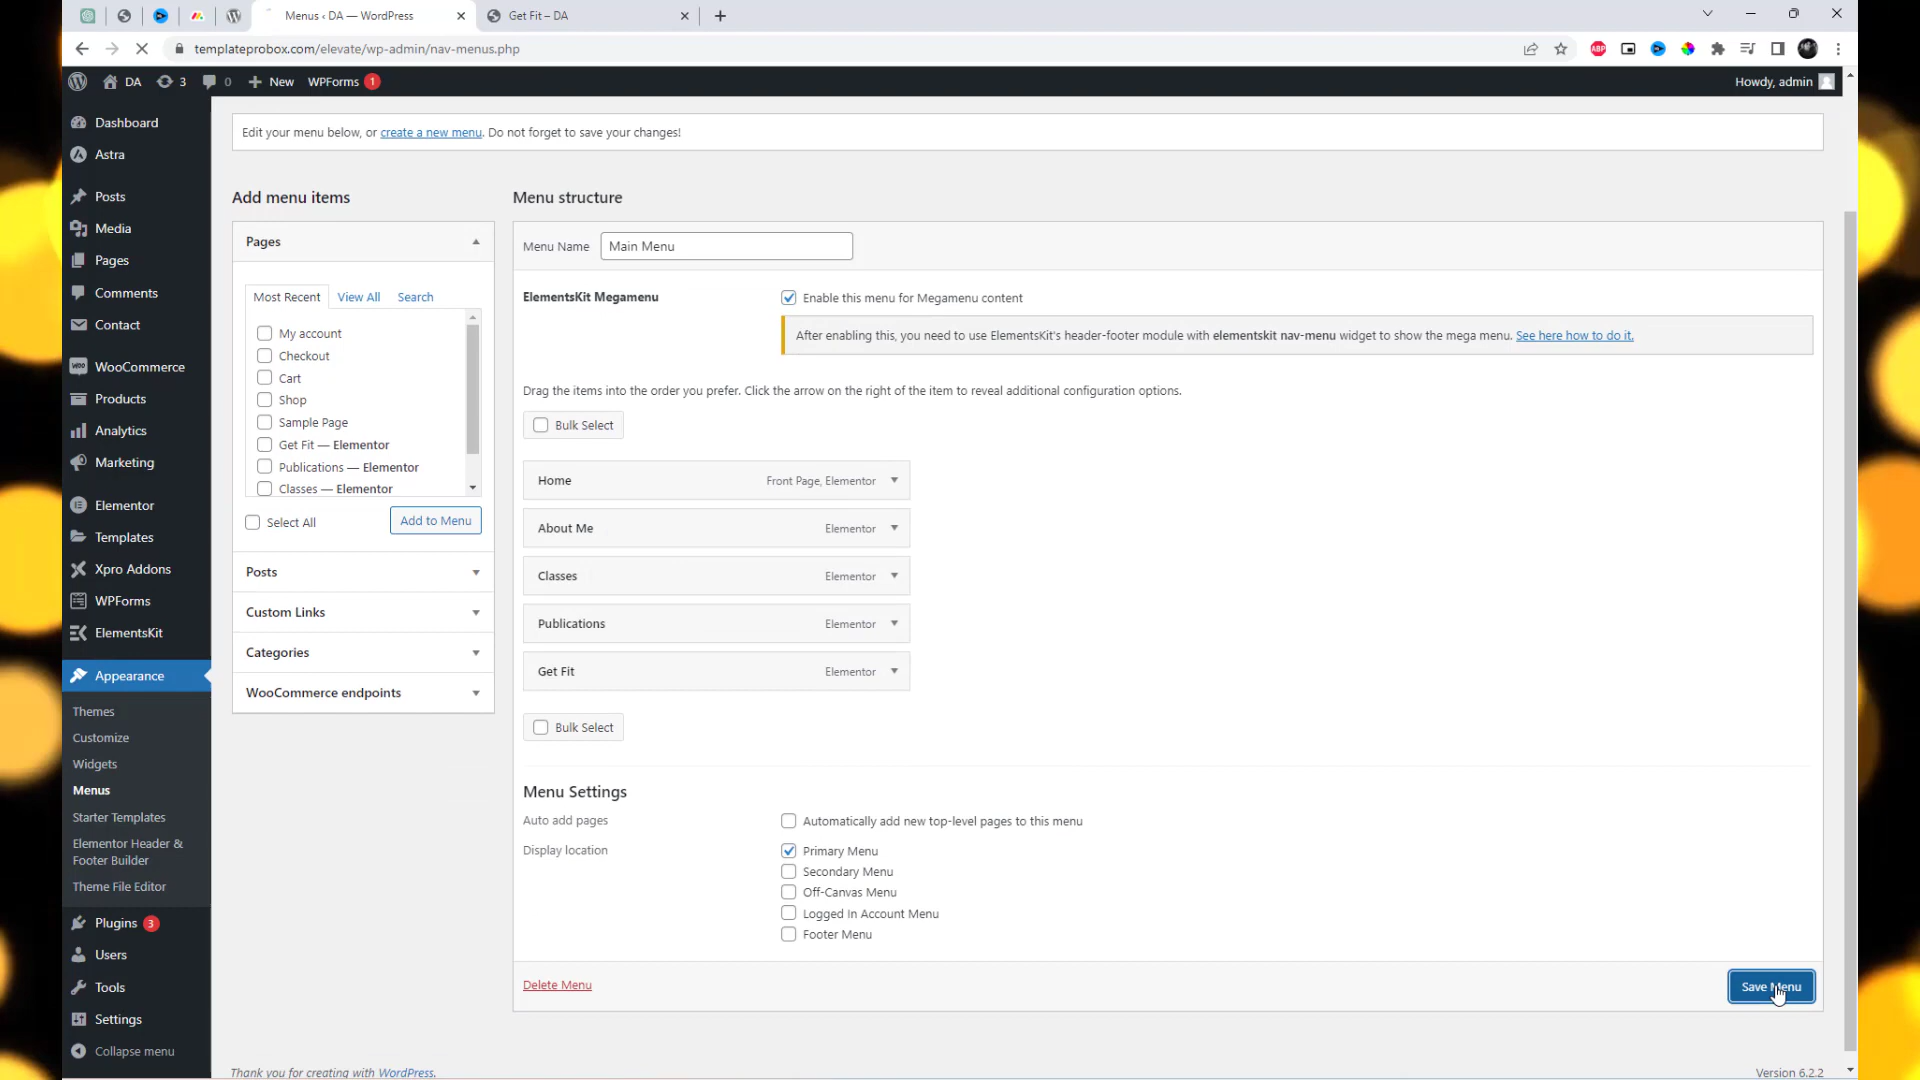 Menus ‹ DA — WordPress
Get Fit – DA
templateprobox.com/elevate/wp-admin/nav-menus.php
ABP
DA
3
0
New
WPForms 1
Howdy, admin
Dashboard
Astra
Posts
Media
Pages
Comments
Contact
WooCommerce
Products
Analytics
Marketing
Elementor
Templates
Xpro Addons
WPForms
ElementsKit
Appearance
Themes
Customize
Widgets
Menus
Starter Templates
Elementor Header &
Footer Builder
Theme File Editor
Plugins 3
Users
Tools
Settings
Collapse menu
Edit your menu below, or create a new menu. Do not forget to save your changes!
Add menu items
Pages
Most Recent View All Search
My account
Checkout
Cart
Shop
Sample Page
Get Fit — Elementor
Publications — Elementor
Classes — Elementor
Select All
Add to Menu
Posts
Custom Links
Categories
WooCommerce endpoints
Menu structure
Menu Name Main Menu
ElementsKit Megamenu
Enable this menu for Megamenu content
After enabling this, you need to use ElementsKit's header-footer module with elementskit nav-menu widget to show the mega menu. See here how to do it.
Drag the items into the order you prefer. Click the arrow on the right of the item to reveal additional configuration options.
Bulk Select
Home Front Page, Elementor
About Me Elementor
Classes Elementor
Publications Elementor
Get Fit Elementor
Bulk Select
Menu Settings
Auto add pages
Automatically add new top-level pages to this menu
Display location
Primary Menu
Secondary Menu
Off-Canvas Menu
Logged In Account Menu
Footer Menu
Delete Menu
Save Menu
Thank you for creating with WordPress.
Version 6.2.2